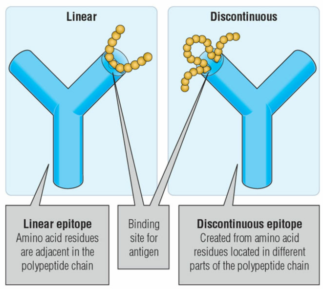 Linear
Discontinuous
Linear epitope
Amino acid residues
are adjacent in the
polypeptide chain
Binding
site for
antigen
Discontinuous epitope
Created from amino acid
residues located in different
parts of the polypeptide chain